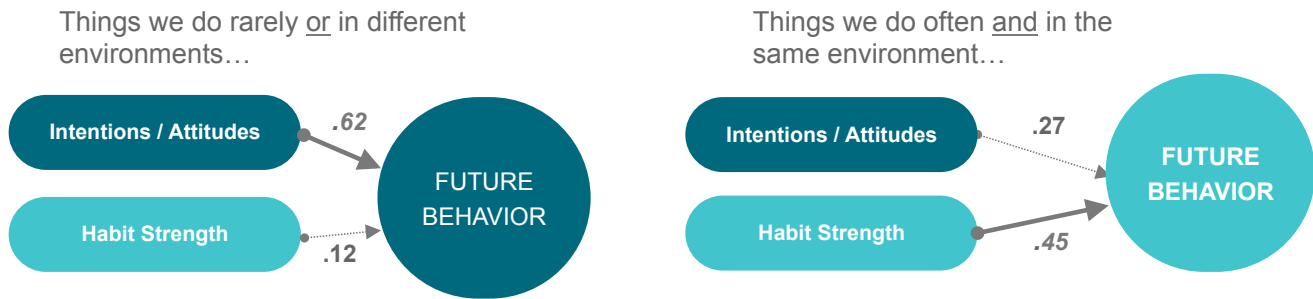 Things we do rarely or in different
environments…
Intentions / Attitudes
.62
FUTURE
BEHAVIOR
Habit Strength
.12
Things we do often and in the
same environment…
Intentions / Attitudes
.27
FUTURE
BEHAVIOR
Habit Strength
.45